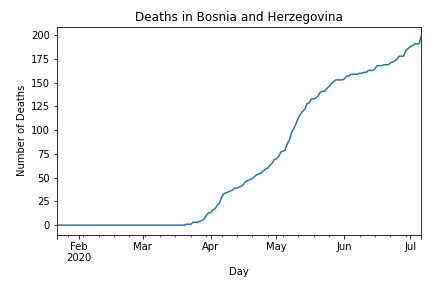 Deaths in Bosnia and Herzegovina
Number of Deaths
200
175
150
125
100
75
50
25
0
Feb
2020
Mar
Apr
May
Jun
Jul
Day